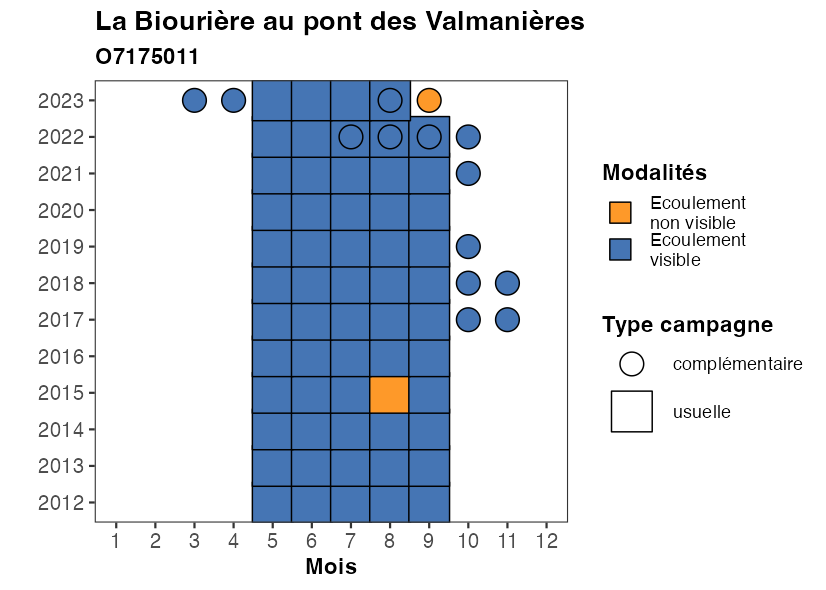 La Biourière au pont des Valmanières
O7175011
2023
2022
2021
2020
2019
2018
2017
2016
2015
2014
2013
2012
1 2 3 4 5 6 7 8 9 10 11 12
Mois
Modalités
Ecoulement
non visible
Ecoulement
visible
Type campagne
complémentaire
usuelle